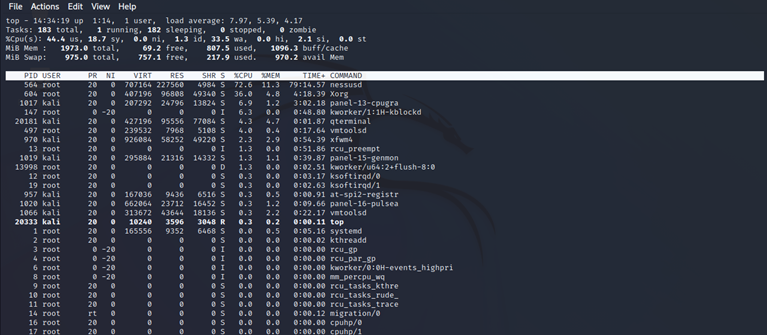 File Actions Edit View Help
top - 14:34:19 up 1:14, 1 user, load average: 7.97, 5.39, 4.17
Tasks: 183 total, 1 running, 182 sleeping, 0 stopped, 0 zombie
%Cpu(s): 44.4 us, 18.7 sy, 0.0 ni, 1.3 id, 33.5 wa, 0.0 hi, 2.1 si, 0.0 st
MiB Mem : 1973.0 total, 69.2 free, 807.5 used, 1096.3 buff/cache
MiB Swap: 975.0 total, 757.1 free, 217.9 used. 970.2 avail Mem
PID USER PR NI VIRT RES SHR S %CPU %MEM TIME+ COMMAND
564 root 20 0 707164 227560 4984 S 72.6 11.3 79:14.57 nessusd
604 root 20 0 407196 96808 49340 S 36.0 4.8 4:18.39 Xorg
1017 kali 20 0 207292 24796 13824 S 6.9 1.2 3:02.18 panel-13-cpugra
147 root 0 -20 0 0 0 I 6.3 0.0 0:48.80 kworker/1:1H-kblockd
20181 kali 20 0 427196 95556 77084 S 4.3 4.7 0:01.87 qterminal
497 root 20 0 239532 7968 5108 S 4.0 0.4 0:17.64 vmtoolsd
970 kali 20 0 926084 58252 49220 S 2.3 2.9 0:54.39 xfwm4
13 root 20 0 0 0 0 I 1.3 0.0 0:51.86 rcu_preempt
1019 kali 20 0 295884 21316 14332 S 1.3 1.1 0:39.87 panel-15-genmon
13998 root 20 0 0 0 0 D 1.3 0.0 0:02.51 kworker/u64:2+flush-8:0
12 root 20 0 0 0 0 S 0.3 0.0 0:03.17 ksoftirqd/0
19 root 20 0 0 0 0 S 0.3 0.0 0:02.63 ksoftirqd/1
957 kali 20 0 167036 9436 6516 S 0.3 0.5 0:00.91 at-spi2-registr
1020 kali 20 0 662064 23712 16452 S 0.3 1.2 0:09.66 panel-16-pulsea
1066 kali 20 0 313672 43644 18136 S 0.3 2.2 0:22.17 vmtoolsd
20333 kali 20 0 10240 3596 3048 R 0.3 0.2 0:00.11 top
1 root 20 0 165556 9352 6468 S 0.0 0.5 0:05.16 systemd
2 root 20 0 0 0 0 S 0.0 0.0 0:00.02 kthreadd
3 root 0 -20 0 0 0 I 0.0 0.0 0:00.00 rcu_gp
4 root 0 -20 0 0 0 I 0.0 0.0 0:00.00 rcu_par_gp
6 root 0 -20 0 0 0 I 0.0 0.0 0:00.00 kworker/0:0H-events_highpri
8 root 0 -20 0 0 0 I 0.0 0.0 0:00.00 mm_percpu_wq
9 root 20 0 0 0 0 S 0.0 0.0 0:00.00 rcu_tasks_kthre
10 root 20 0 0 0 0 S 0.0 0.0 0:00.00 rcu_tasks_rude_
11 root 20 0 0 0 0 S 0.0 0.0 0:00.00 rcu_tasks_trace
14 root rt 0 0 0 0 S 0.0 0.0 0:00.12 migration/0
16 root 20 0 0 0 0 S 0.0 0.0 0:00.00 cpuhp/0
17 root 20 0 0 0 0 S 0.0 0.0 0:00.00 cpuhp/1